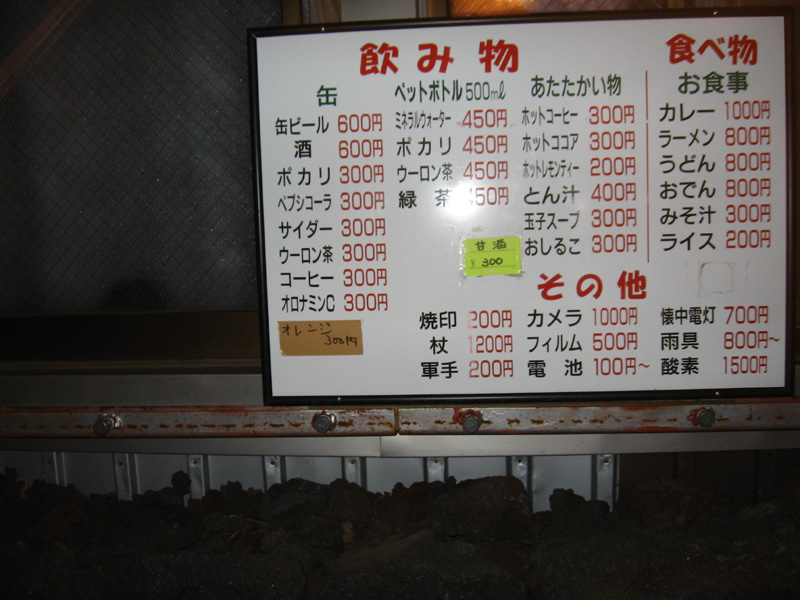 飲み物
缶
缶ビール 600円
酒 600円
ポカリ 300円
ペプシコーラ 300円
サイダー 300円
ウーロン茶 300円
コーヒー 300円
オロナミンC 300円
オレンジ
300円
ペットボトル500mℓ
ミネラルウォーター 450円
ポカリ 450円
ウーロン茶 450円
緑茶 450円
甘酒
¥300
あたたかい物
ホットコーヒー 300円
ホットココア 300円
ホットレモンティー 200円
とん汁 400円
玉子スープ 300円
おしるこ 300円
食べ物
お食事
カレー 1000円
ラーメン 800円
うどん 800円
おでん 800円
みそ汁 300円
ライス 200円
その他
焼印 200円
杖 1200円
軍手 200円
カメラ 1000円
フィルム 500円
電池 100円~
懐中電灯 700円
雨具 800円~
酸素 1500円